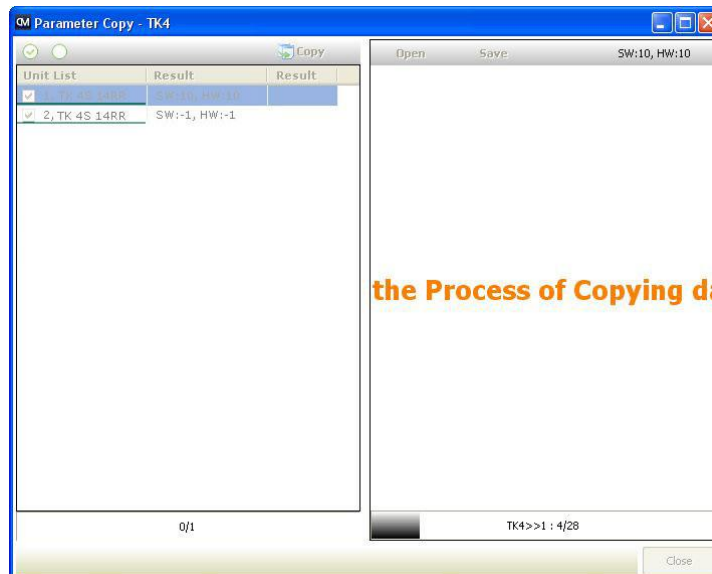 CM Parameter Copy - TK4
Copy
Open Save SW:10, HW:10
Unit List Result Result
1, TK 4S 14RR SW:10, HW:10
2, TK 4S 14RR SW:-1, HW:-1
the Process of Copying da
0/1
TK4>>1 : 4/28
Close